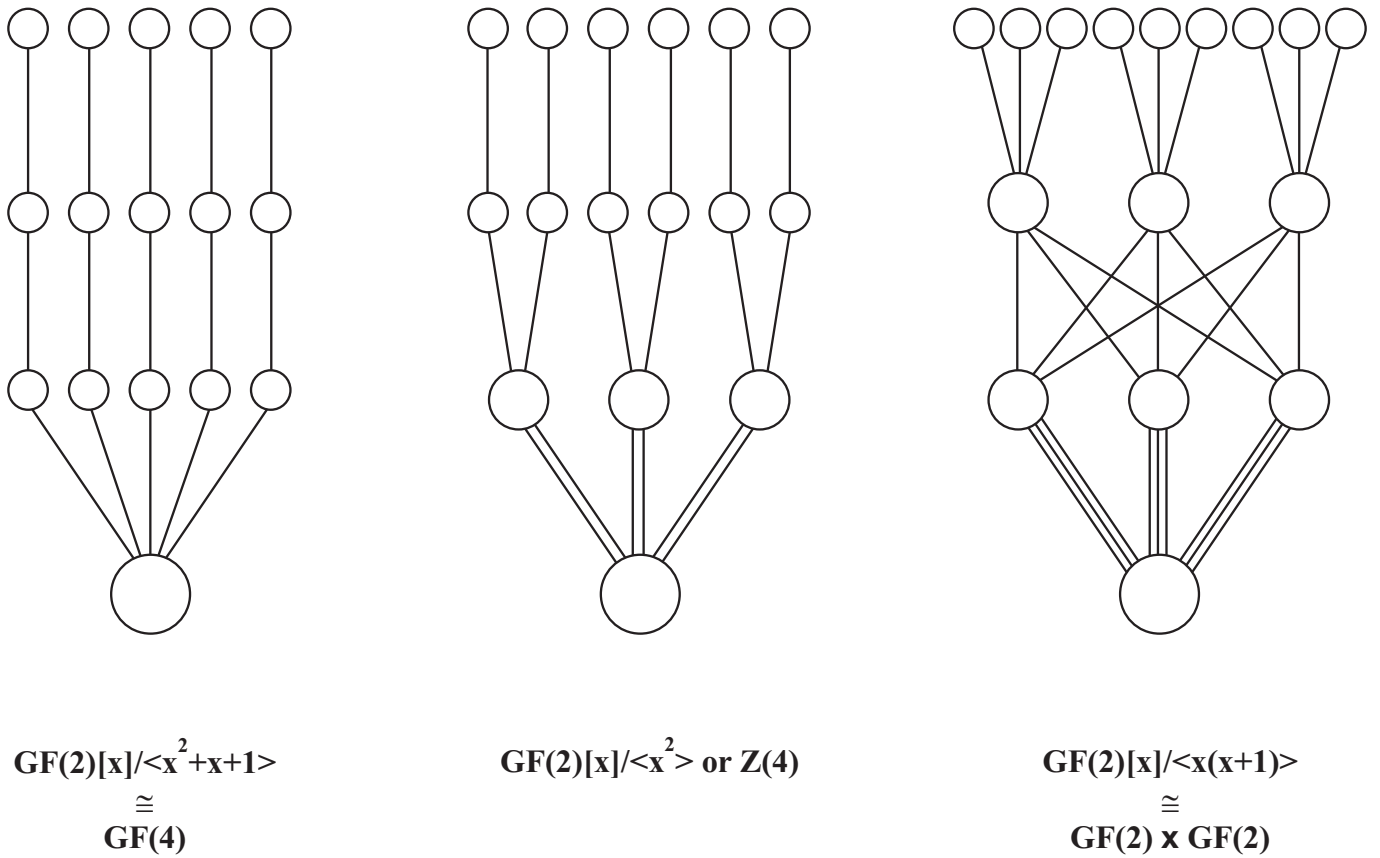 GF(2)[x]/<x²+x+1>
≅
GF(4)
GF(2)[x]/<x²> or Z(4)
GF(2)[x]/<x(x+1)>
≅
GF(2) x GF(2)